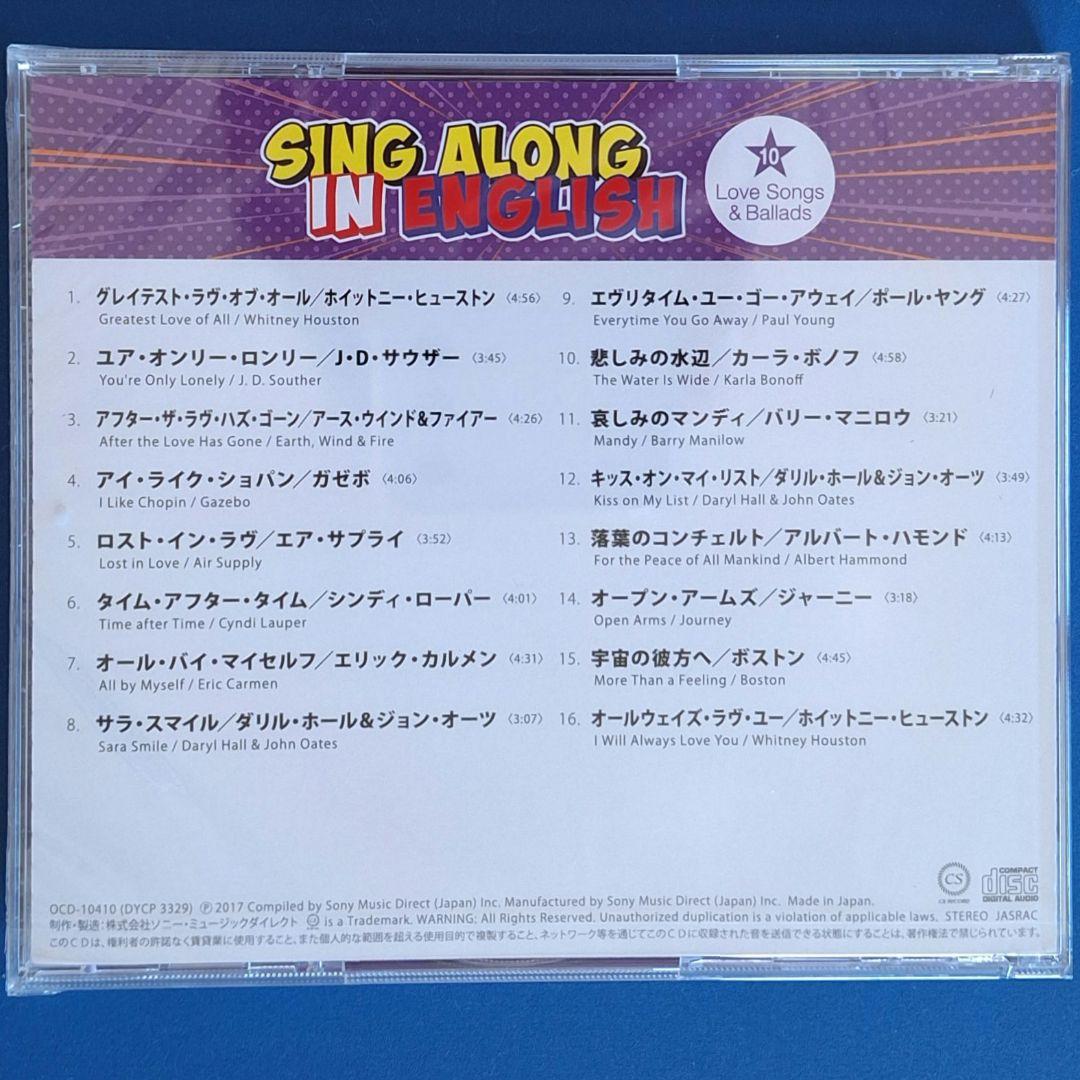 SING ALONG
IN ENGLISH
10
Love Songs
& Ballads
1. グレイテスト・ラヴ・オブ・オール／ホイットニー・ヒューストン〈4:56〉
Greatest Love of All / Whitney Houston
2. ユア・オンリー・ロンリー／J・D・サウザー〈3:45〉
You're Only Lonely / J. D. Souther
3. アフター・ザ・ラヴ・ハズ・ゴーン／アース・ウインド&ファイアー〈4:26〉
After the Love Has Gone / Earth, Wind & Fire
4. アイ・ライク・ショパン／ガゼボ〈4:06〉
I Like Chopin / Gazebo
5. ロスト・イン・ラヴ／エア・サプライ〈3:52〉
Lost in Love / Air Supply
6. タイム・アフター・タイム／シンディ・ローパー〈4:01〉
Time after Time / Cyndi Lauper
7. オール・バイ・マイセルフ／エリック・カルメン〈4:31〉
All by Myself / Eric Carmen
8. サラ・スマイル／ダリル・ホール&ジョン・オーツ〈3:07〉
Sara Smile / Daryl Hall & John Oates
9. エヴリタイム・ユー・ゴー・アウェイ／ポール・ヤング〈4:27〉
Everytime You Go Away / Paul Young
10. 悲しみの水辺／カーラ・ボノフ〈4:58〉
The Water Is Wide / Karla Bonoff
11. 哀しみのマンディ／バリー・マニロウ〈3:21〉
Mandy / Barry Manilow
12. キッス・オン・マイ・リスト／ダリル・ホール&ジョン・オーツ〈3:49〉
Kiss on My List / Daryl Hall & John Oates
13. 落葉のコンチェルト／アルバート・ハモンド〈4:13〉
For the Peace of All Mankind / Albert Hammond
14. オープン・アームズ／ジャーニー〈3:18〉
Open Arms / Journey
15. 宇宙の彼方へ／ボストン〈4:45〉
More Than a Feeling / Boston
16. オールウェイズ・ラヴ・ユー／ホイットニー・ヒューストン〈4:32〉
I Will Always Love You / Whitney Houston
CS
CS RECORD
COMPACT
disc
DIGITAL AUDIO
OCD-10410 (DYCP 3329) Ⓟ 2017 Compiled by Sony Music Direct (Japan) Inc. Manufactured by Sony Music Direct (Japan) Inc. Made in Japan.
制作・製造:株式会社ソニー・ミュージックダイレクト is a Trademark. WARNING: All Rights Reserved. Unauthorized duplication is a violation of applicable laws. STEREO JASRAC
このCDは、権利者の許諾なく賃貸業に使用すること、また個人的な範囲を超える使用目的で複製すること、ネットワーク等を通じてこのCDに収録された音を送信できる状態にすることは、著作権法で禁じられています。